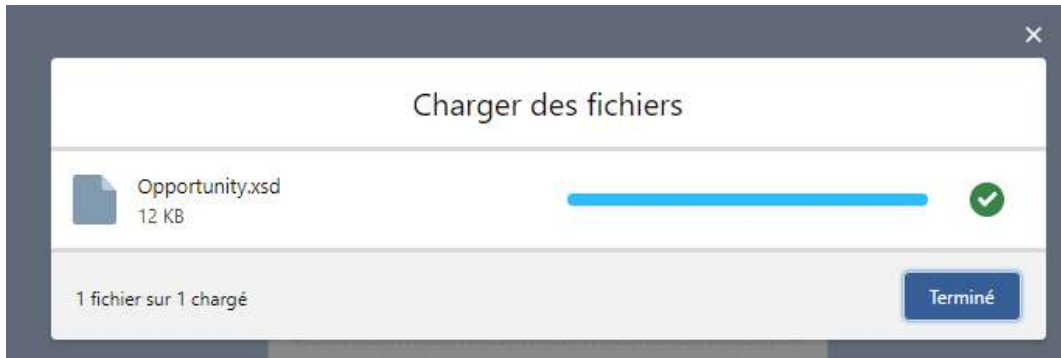 Charger des fichiers
Opportunity.xsd
12 KB
1 fichier sur 1 chargé
Terminé